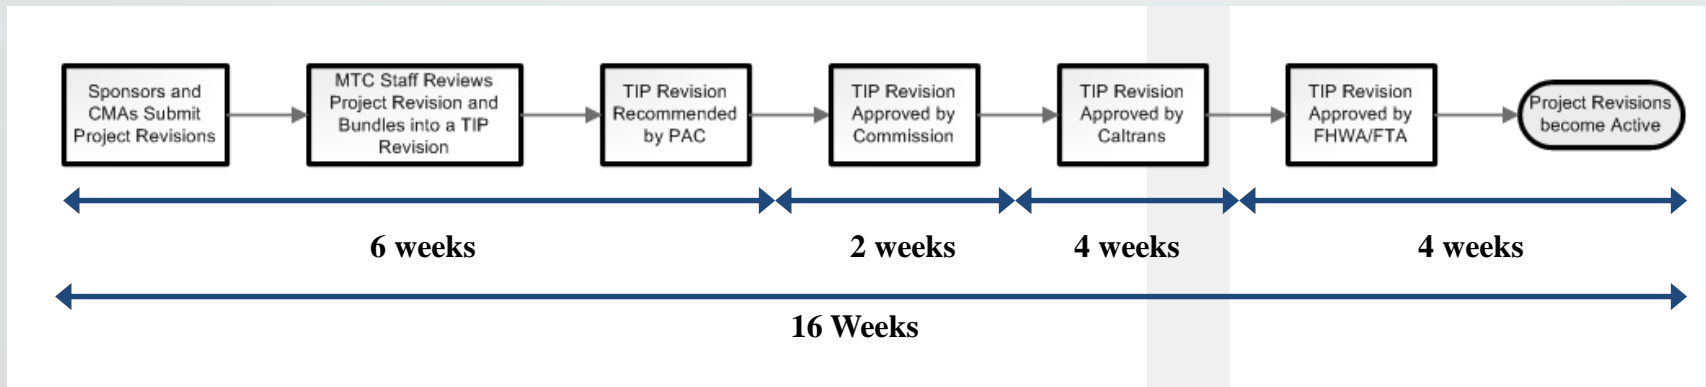 Sponsors and
CMAs Submit
Project Revisions
MTC Staff Reviews
Project Revision and
Bundles into a TIP
Revision
TIP Revision
Recommended
by PAC
TIP Revision
Approved by
Commission
TIP Revision
Approved by
Caltrans
TIP Revision
Approved by
FHWA/FTA
Project Revisions
become Active
6 weeks
2 weeks
4 weeks
4 weeks
16 Weeks